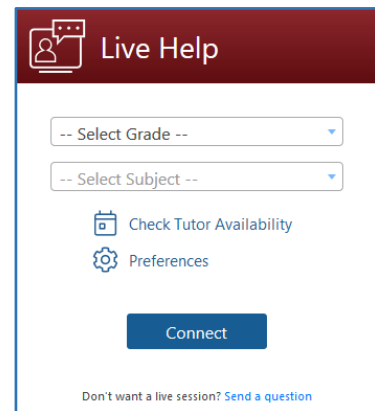 Live Help
-- Select Grade --
-- Select Subject --
Check Tutor Availability
Preferences
Connect
Don't want a live session? Send a question